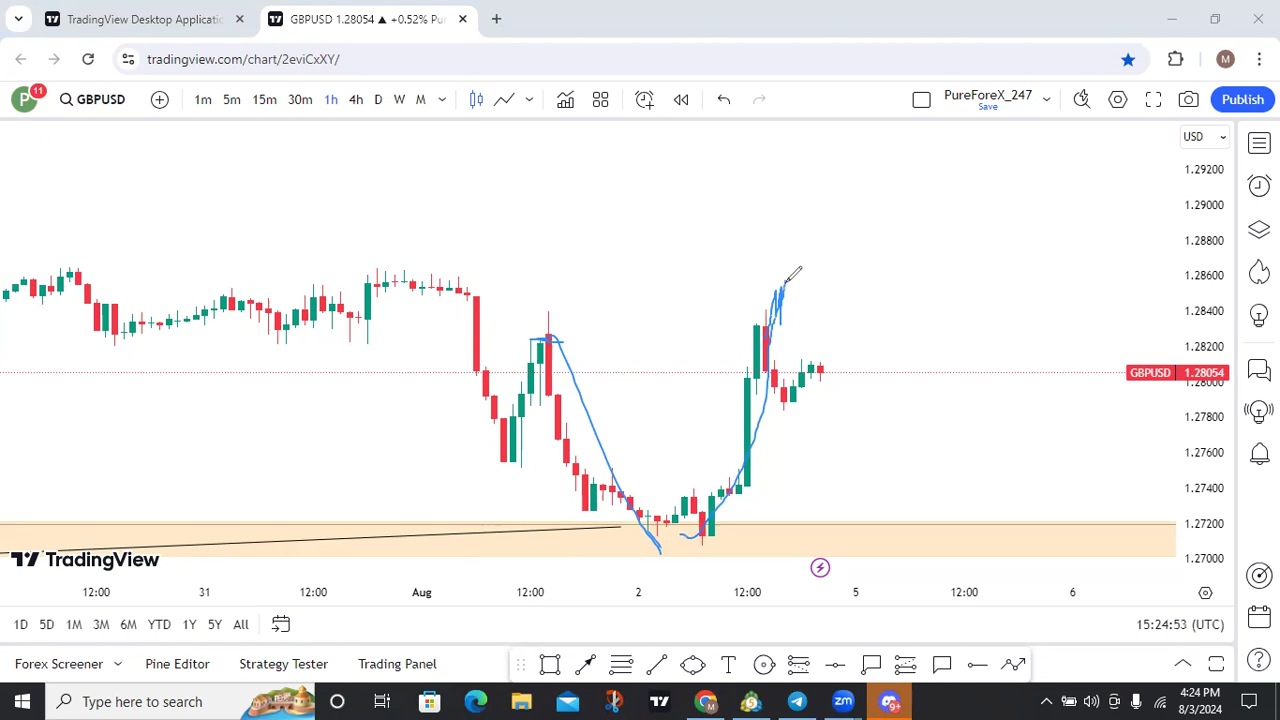 TradingView Desktop Applicati
GBPUSD 1.28054 ▲ +0.52% Pu
tradingview.com/chart/2eviCxXY/
M
P 11
GBPUSD
1m 5m 15m 30m 1h 4h D W M
PureForeX_247
Save
Publish
USD
1.29200
1.29000
1.28800
1.28600
1.28400
1.28200
GBPUSD 1.28054
1.28000
1.27800
1.27600
1.27400
1.27200
1.27000
TradingView
12:00 31 12:00 Aug 12:00 2 12:00 5 12:00 6
1D 5D 1M 3M 6M YTD 1Y 5Y All
15:24:53 (UTC)
Forex Screener Pine Editor Strategy Tester Trading Panel
Type here to search
zm
9+
4:24 PM
8/3/2024